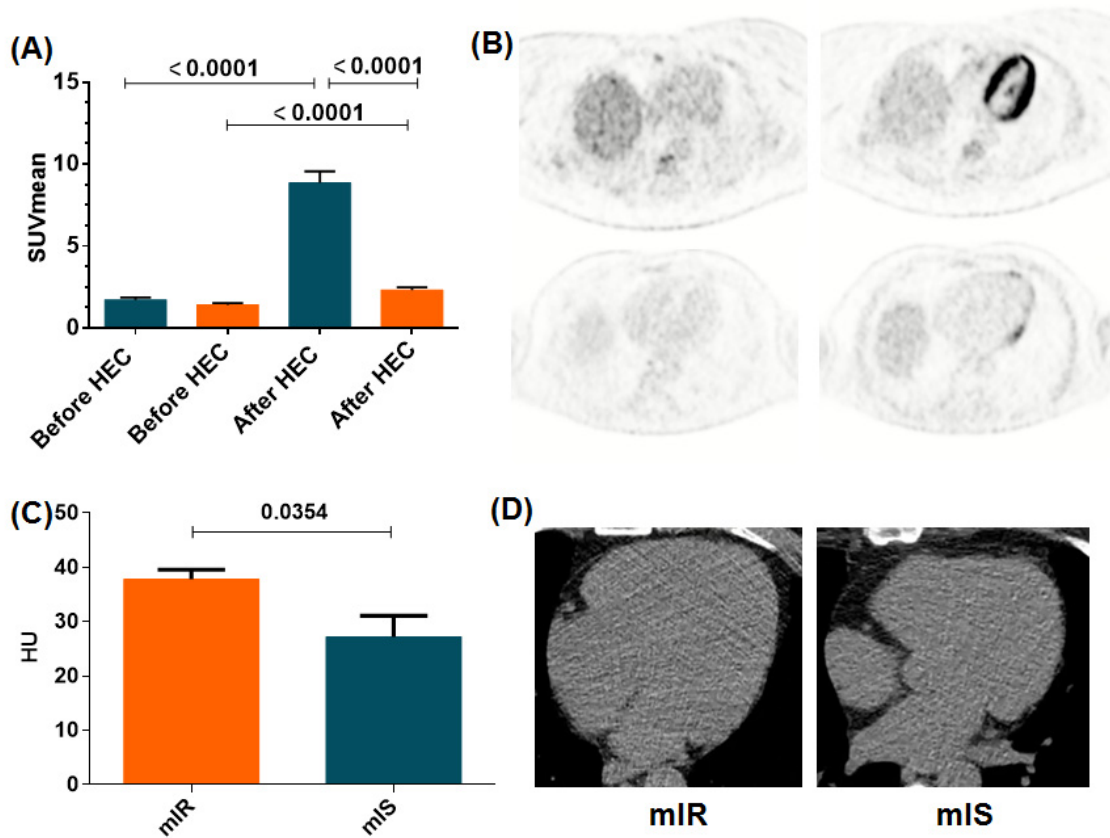 (A)
< 0.0001
< 0.0001
< 0.0001
15
10
5
0
SUVmean
Before HEC
Before HEC
After HEC
After HEC
(B)
(C)
0.0354
50
40
30
20
10
0
HU
mIR
mIS
(D)
mIR
mIS